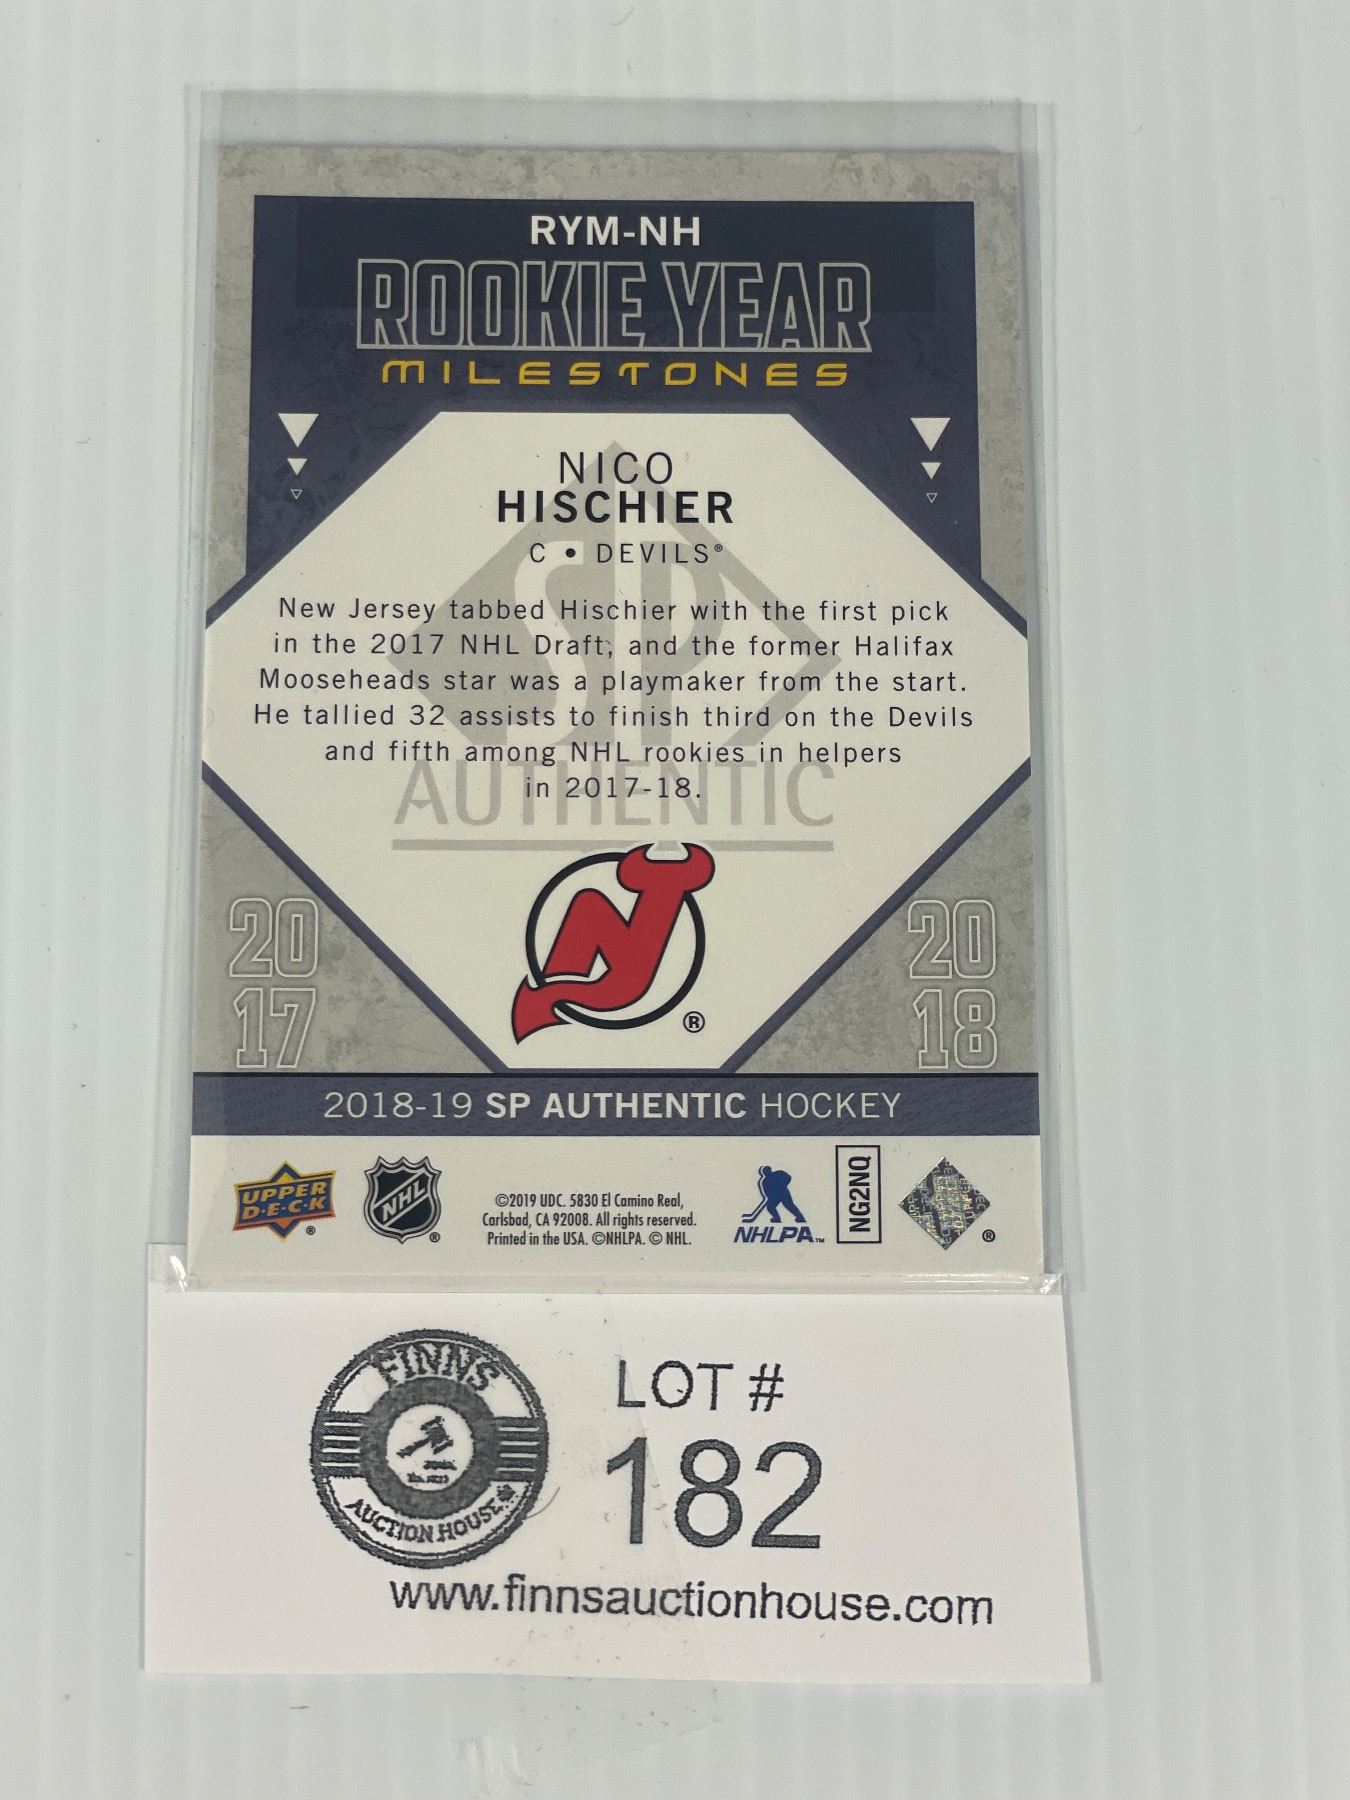 RYM-NH
ROOKIE YEAR
MILESTONES
NICO
HISCHIER
C • DEVILS®
New Jersey tabbed Hischier with the first pick
in the 2017 NHL Draft, and the former Halifax
Mooseheads star was a playmaker from the start.
He tallied 32 assists to finish third on the Devils
and fifth among NHL rookies in helpers
in 2017-18.
SP
AUTHENTIC
®
20
17
20
18
2018-19 SP AUTHENTIC HOCKEY
UPPER
D·E·C·K
®
NHL
®
©2019 UDC. 5830 El Camino Real,
Carlsbad, CA 92008. All rights reserved.
Printed in the USA. ©NHLPA. © NHL.
NHLPA™
NG2NQ
®
FINNS
AUCTION HOUSE
LOT #
182
www.finnsauctionhouse.com